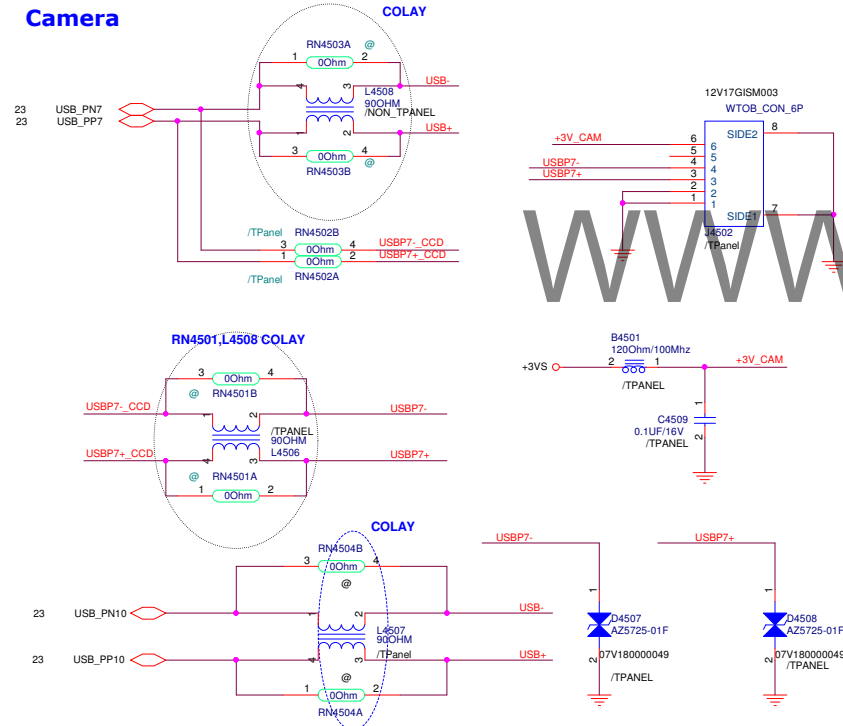 Camera
COLAY
RN4503A
@
1
0Ohm
2
4
3
USB-
L4508
90OHM
/NON_TPANEL
23
USB_PN7
23
USB_PP7
1
2
USB+
3
0Ohm
4
@
RN4503B
12V17GISM003
WTOB_CON_6P
+3V_CAM
6
6
SIDE2
8
5
5
USBP7-
4
4
USBP7+
3
3
2
2
1
1
SIDE1
7
J4502
/TPanel
WWW
/TPanel
RN4502B
3
0Ohm
4
USBP7-_CCD
1
0Ohm
2
USBP7+_CCD
/TPanel
RN4502A
RN4501,L4508 COLAY
3
0Ohm
4
@
RN4501B
USBP7-_CCD
1
2
USBP7-
/TPANEL
90OHM
L4506
USBP7+_CCD
4
3
USBP7+
@
RN4501A
1
0Ohm
2
B4501
120Ohm/100Mhz
+3VS
2
1
+3V_CAM
/TPANEL
1
C4509
0.1UF/16V
2
/TPANEL
COLAY
RN4504B
3
0Ohm
4
@
23
USB_PN10
1
2
USB-
L4507
90OHM
/TPanel
23
USB_PP10
4
3
USB+
@
1
0Ohm
2
RN4504A
USBP7-
1
D4507
AZ5725-01F
2
07V180000049
/TPANEL
USBP7+
1
D4508
AZ5725-01F
2
07V180000049
/TPANEL